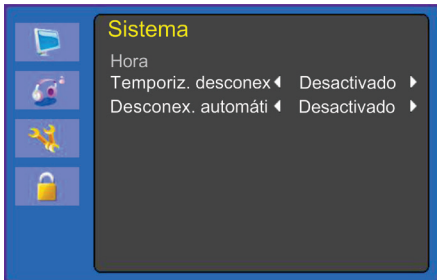 Sistema
Hora
Temporiz. desconex Desactivado
Desconex. automáti Desactivado